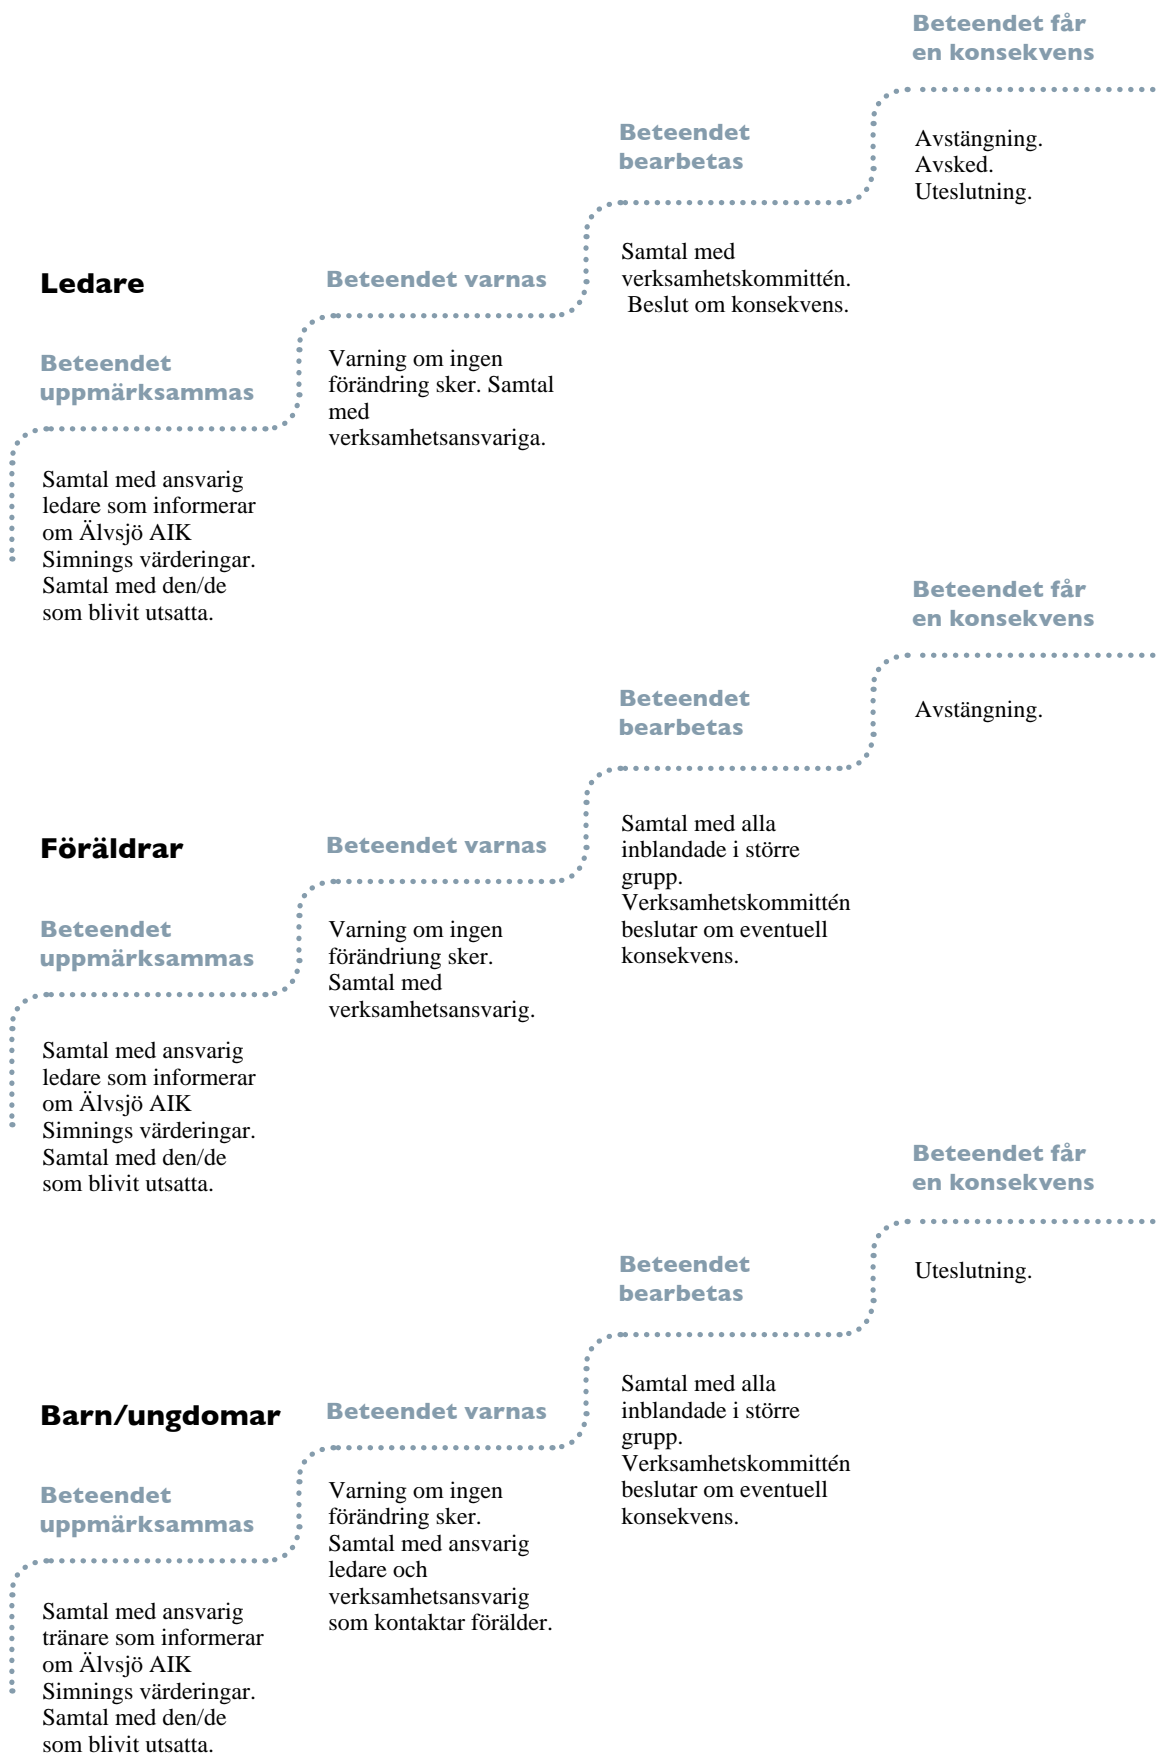 Ledare
Beteendet
uppmärksammas
Samtal med ansvarig
ledare som informerar
om Älvsjö AIK
Simnings värderingar.
Samtal med den/de
som blivit utsatta.
Beteendet varnas
Varning om ingen
förändring sker. Samtal
med
verksamhetsansvariga.
Beteendet
bearbetas
Samtal med
verksamhetskommittén.
Beslut om konsekvens.
Beteendet får
en konsekvens
Avstängning.
Avsked.
Uteslutning.
Föräldrar
Beteendet
uppmärksammas
Samtal med ansvarig
ledare som informerar
om Älvsjö AIK
Simnings värderingar.
Samtal med den/de
som blivit utsatta.
Beteendet varnas
Varning om ingen
förändriung sker.
Samtal med
verksamhetsansvarig.
Beteendet
bearbetas
Samtal med alla
inblandade i större
grupp.
Verksamhetskommittén
beslutar om eventuell
konsekvens.
Beteendet får
en konsekvens
Avstängning.
Barn/ungdomar
Beteendet
uppmärksammas
Samtal med ansvarig
tränare som informerar
om Älvsjö AIK
Simnings värderingar.
Samtal med den/de
som blivit utsatta.
Beteendet varnas
Varning om ingen
förändring sker.
Samtal med ansvarig
ledare och
verksamhetsansvarig
som kontaktar förälder.
Beteendet
bearbetas
Samtal med alla
inblandade i större
grupp.
Verksamhetskommittén
beslutar om eventuell
konsekvens.
Beteendet får
en konsekvens
Uteslutning.